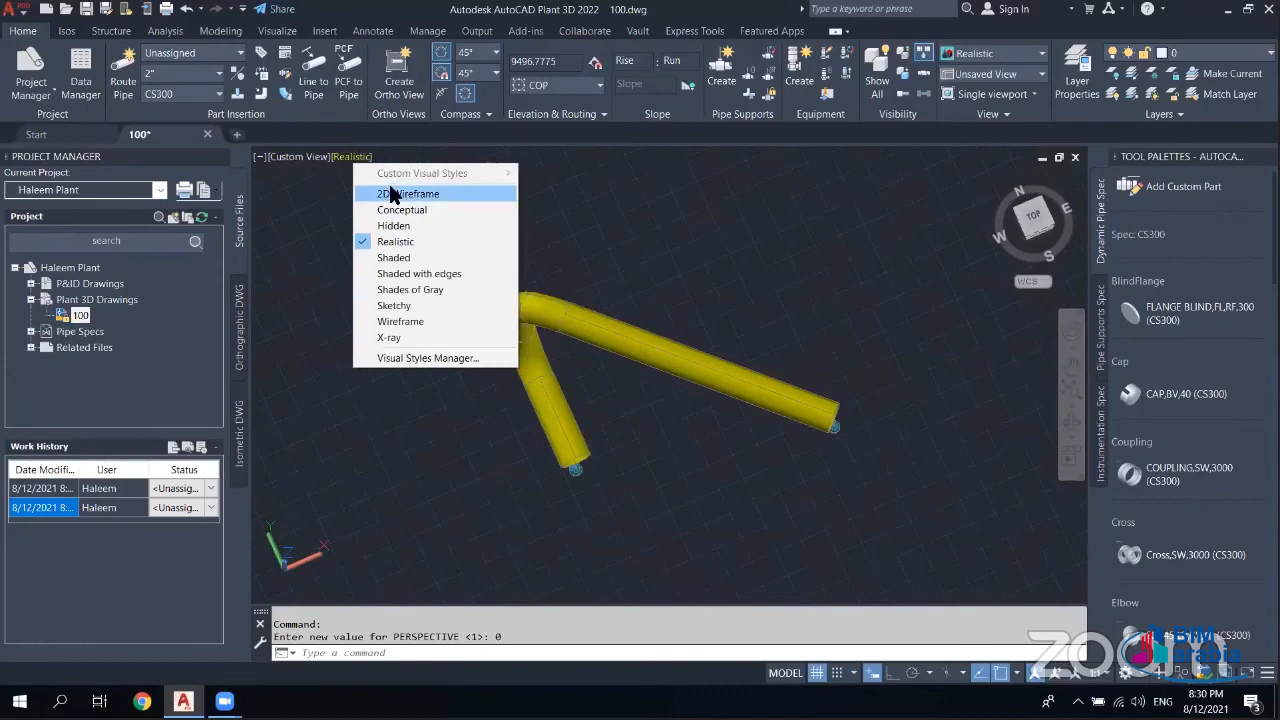 Share
Autodesk AutoCAD Plant 3D 2022 100.dwg
Type a keyword or phrase
Sign In
Home Isos Structure Analysis Modeling Visualize Insert Annotate Manage Output Add-ins Collaborate Vault Express Tools Featured Apps
Project
Manager
Data
Manager
Project
Route
Pipe
Unassigned
2"
CS300
Line to
Pipe
PCF to
Pipe
Part Insertion
Create
Ortho View
Ortho Views
45°
45°
Compass
9496.7775
COP
Elevation & Routing
Rise Run
Slope
Slope
Create
Pipe Supports
Create
Equipment
Show
All
Visibility
Realistic
Unsaved View
Single viewport
View
Layer
Properties
0
Make Current
Match Layer
Layers
Start
100*
PROJECT MANAGER
Current Project:
Haleem Plant
Project
search
Haleem Plant
P&ID Drawings
Plant 3D Drawings
100
Pipe Specs
Related Files
Source Files
Orthographic DWG
Isometric DWG
Work History
Date Modifi... User Status
8/12/2021 8:... Haleem <Unassig...
8/12/2021 8:... Haleem <Unassig...
[−][Custom View][Realistic]
Custom Visual Styles
2D Wireframe
Conceptual
Hidden
Realistic
Shaded
Shaded with edges
Shades of Gray
Sketchy
Wireframe
X-ray
Visual Styles Manager...
N
W TOP E
S
WCS
Y
Z
X
TOOL PALETTES - AUTOCA...
Dynamic Pipe Spec
Pipe Supports Spec
Instrumentation Spec
Add Custom Part
Spec: CS300
BlindFlange
FLANGE BLIND,FL,RF,300
(CS300)
Cap
CAP,BV,40 (CS300)
Coupling
COUPLING,SW,3000
(CS300)
Cross
Cross,SW,3000 (CS300)
Elbow
Command:
Enter new value for PERSPECTIVE <1>: 0
Type a command
MODEL
zoom
BIM
arabia
ENG
8:30 PM
8/12/2021
3